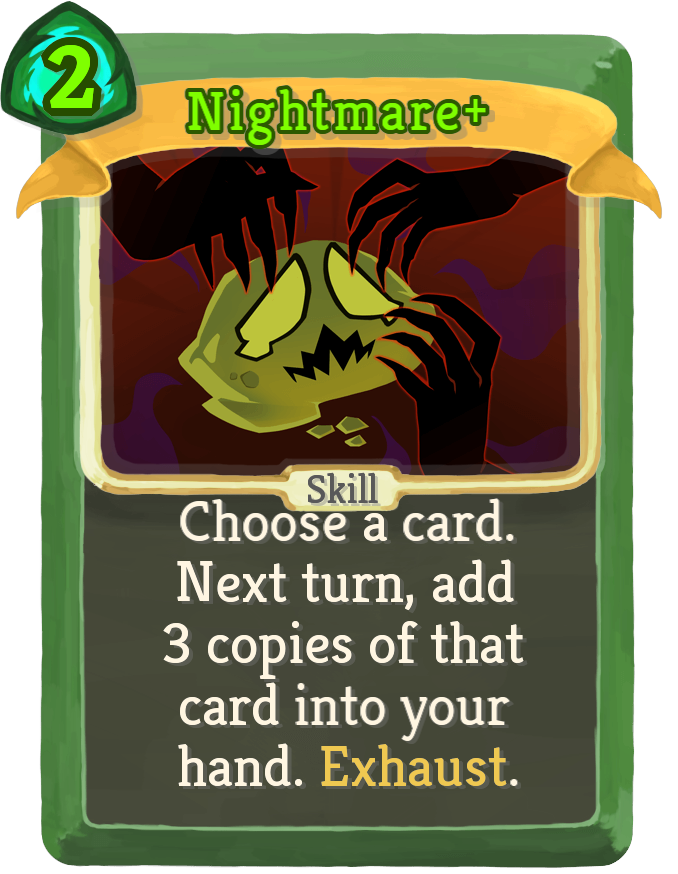 2
Nightmare+
Skill
Choose a card.
Next turn, add
3 copies of that
card into your
hand. Exhaust.